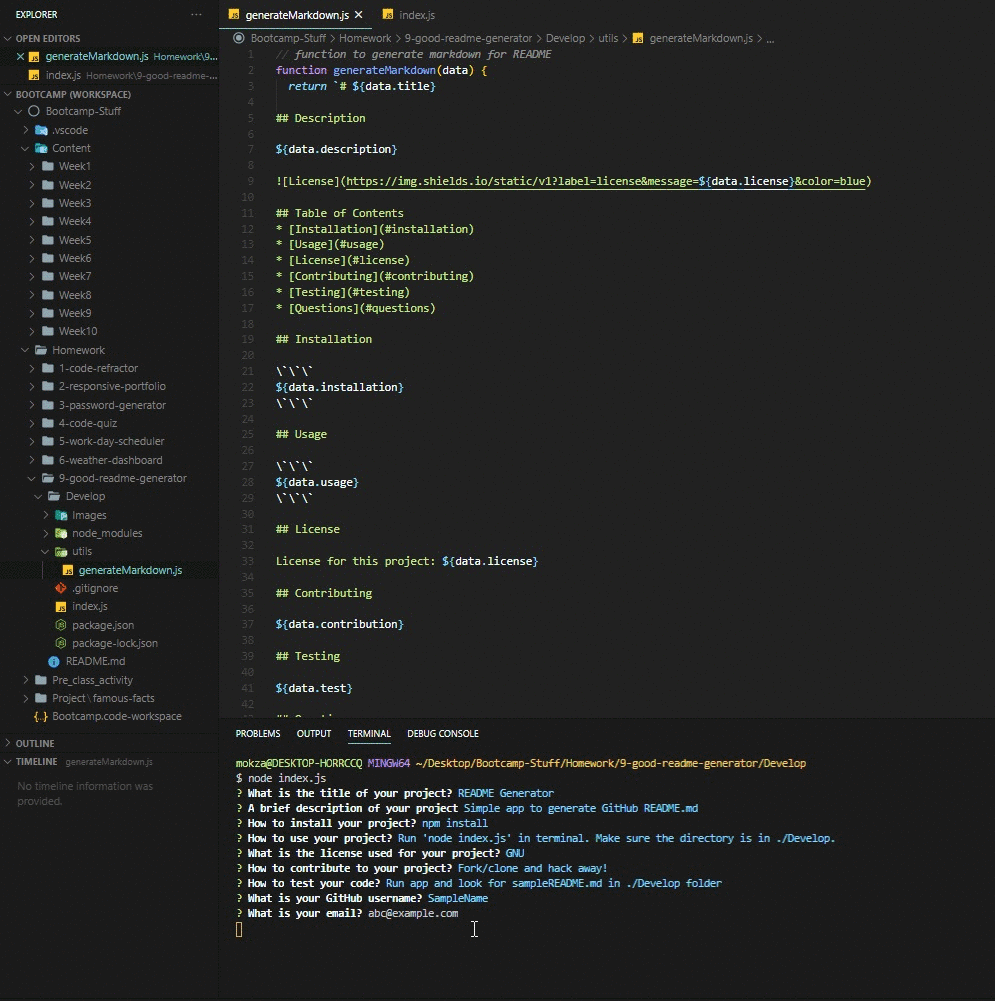 EXPLORER
···
OPEN EDITORS
generateMarkdown.js Homework\9...
index.js Homework\9-good-readme-...
BOOTCAMP (WORKSPACE)
Bootcamp-Stuff
.vscode
Content
Week1
Week2
Week3
Week4
Week5
Week6
Week7
Week8
Week9
Week10
Homework
1-code-refractor
2-responsive-portfolio
3-password-generator
4-code-quiz
5-work-day-scheduler
6-weather-dashboard
9-good-readme-generator
Develop
Images
node_modules
utils
generateMarkdown.js
.gitignore
index.js
package.json
package-lock.json
README.md
Pre_class_activity
Project \ famous-facts
Bootcamp.code-workspace
OUTLINE
TIMELINE generateMarkdown.js
No timeline information was
provided.
generateMarkdown.js
index.js
Bootcamp-Stuff > Homework > 9-good-readme-generator > Develop > utils > generateMarkdown.js > ...
1 // function to generate markdown for README
2 function generateMarkdown(data) {
3 return `# ${data.title}
4
5 ## Description
6
7 ${data.description}
8
9 ![License](https://img.shields.io/static/v1?label=license&message=${data.license}&color=blue)
10
11 ## Table of Contents
12 * [Installation](#installation)
13 * [Usage](#usage)
14 * [License](#license)
15 * [Contributing](#contributing)
16 * [Testing](#testing)
17 * [Questions](#questions)
18
19 ## Installation
20
21 \`\`\`
22 ${data.installation}
23 \`\`\`
24
25 ## Usage
26
27 \`\`\`
28 ${data.usage}
29 \`\`\`
30
31 ## License
32
33 License for this project: ${data.license}
34
35 ## Contributing
36
37 ${data.contribution}
38
39 ## Testing
40
41 ${data.test}
42
PROBLEMS OUTPUT TERMINAL DEBUG CONSOLE
mokza@DESKTOP-HORRCCQ MINGW64 ~/Desktop/Bootcamp-Stuff/Homework/9-good-readme-generator/Develop
$ node index.js
? What is the title of your project? README Generator
? A brief description of your project Simple app to generate GitHub README.md
? How to install your project? npm install
? How to use your project? Run 'node index.js' in terminal. Make sure the directory is in ./Develop.
? What is the license used for your project? GNU
? How to contribute to your project? Fork/clone and hack away!
? How to test your code? Run app and look for sampleREADME.md in ./Develop folder
? What is your GitHub username? SampleName
? What is your email? abc@example.com